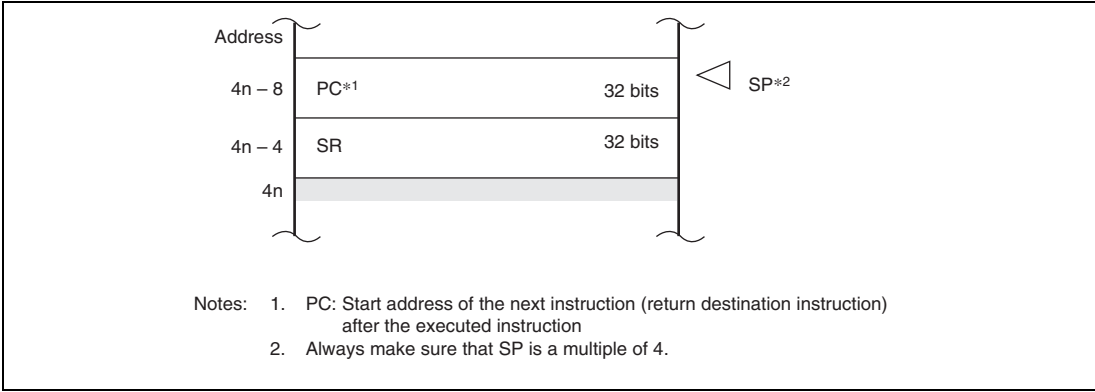 Address
4n – 8 PC*1 32 bits SP*2
4n – 4 SR 32 bits
4n
Notes: 1. PC: Start address of the next instruction (return destination instruction)
after the executed instruction
2. Always make sure that SP is a multiple of 4.